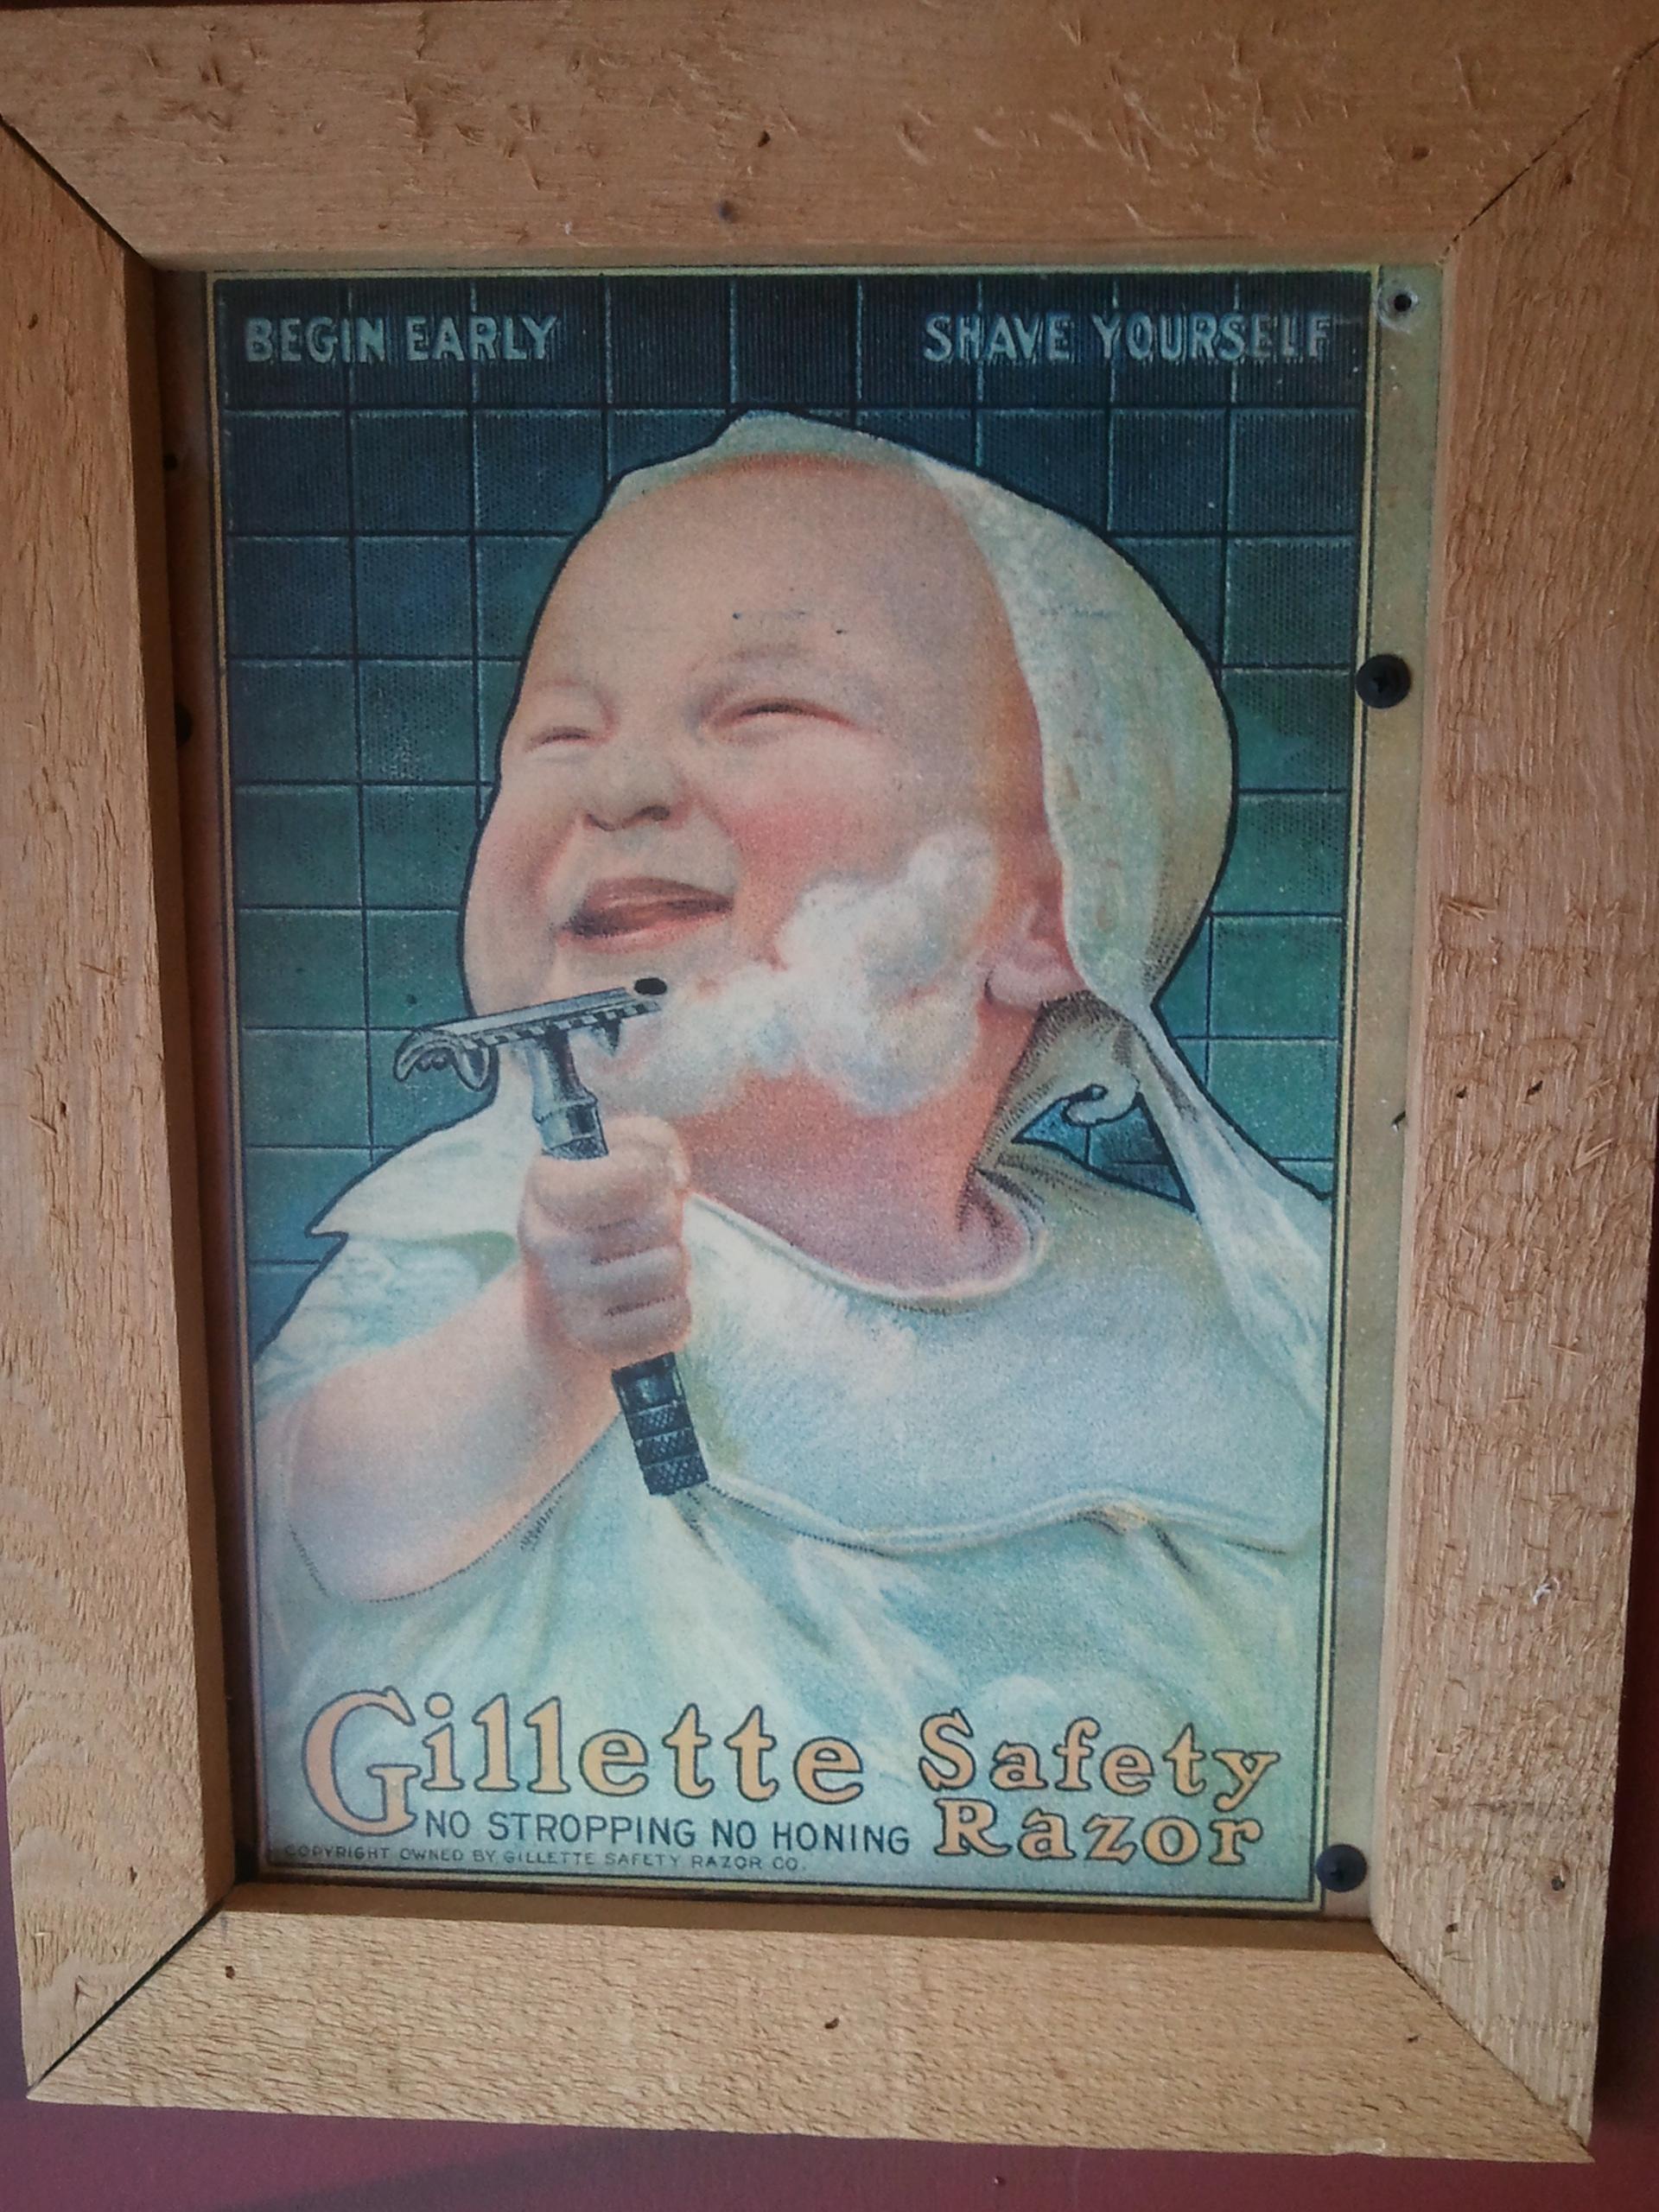 BEGIN EARLY SHAVE YOURSELF
Gillette Safety
NO STROPPING NO HONING Razor
COPYRIGHT OWNED BY GILLETTE SAFETY RAZOR CO.